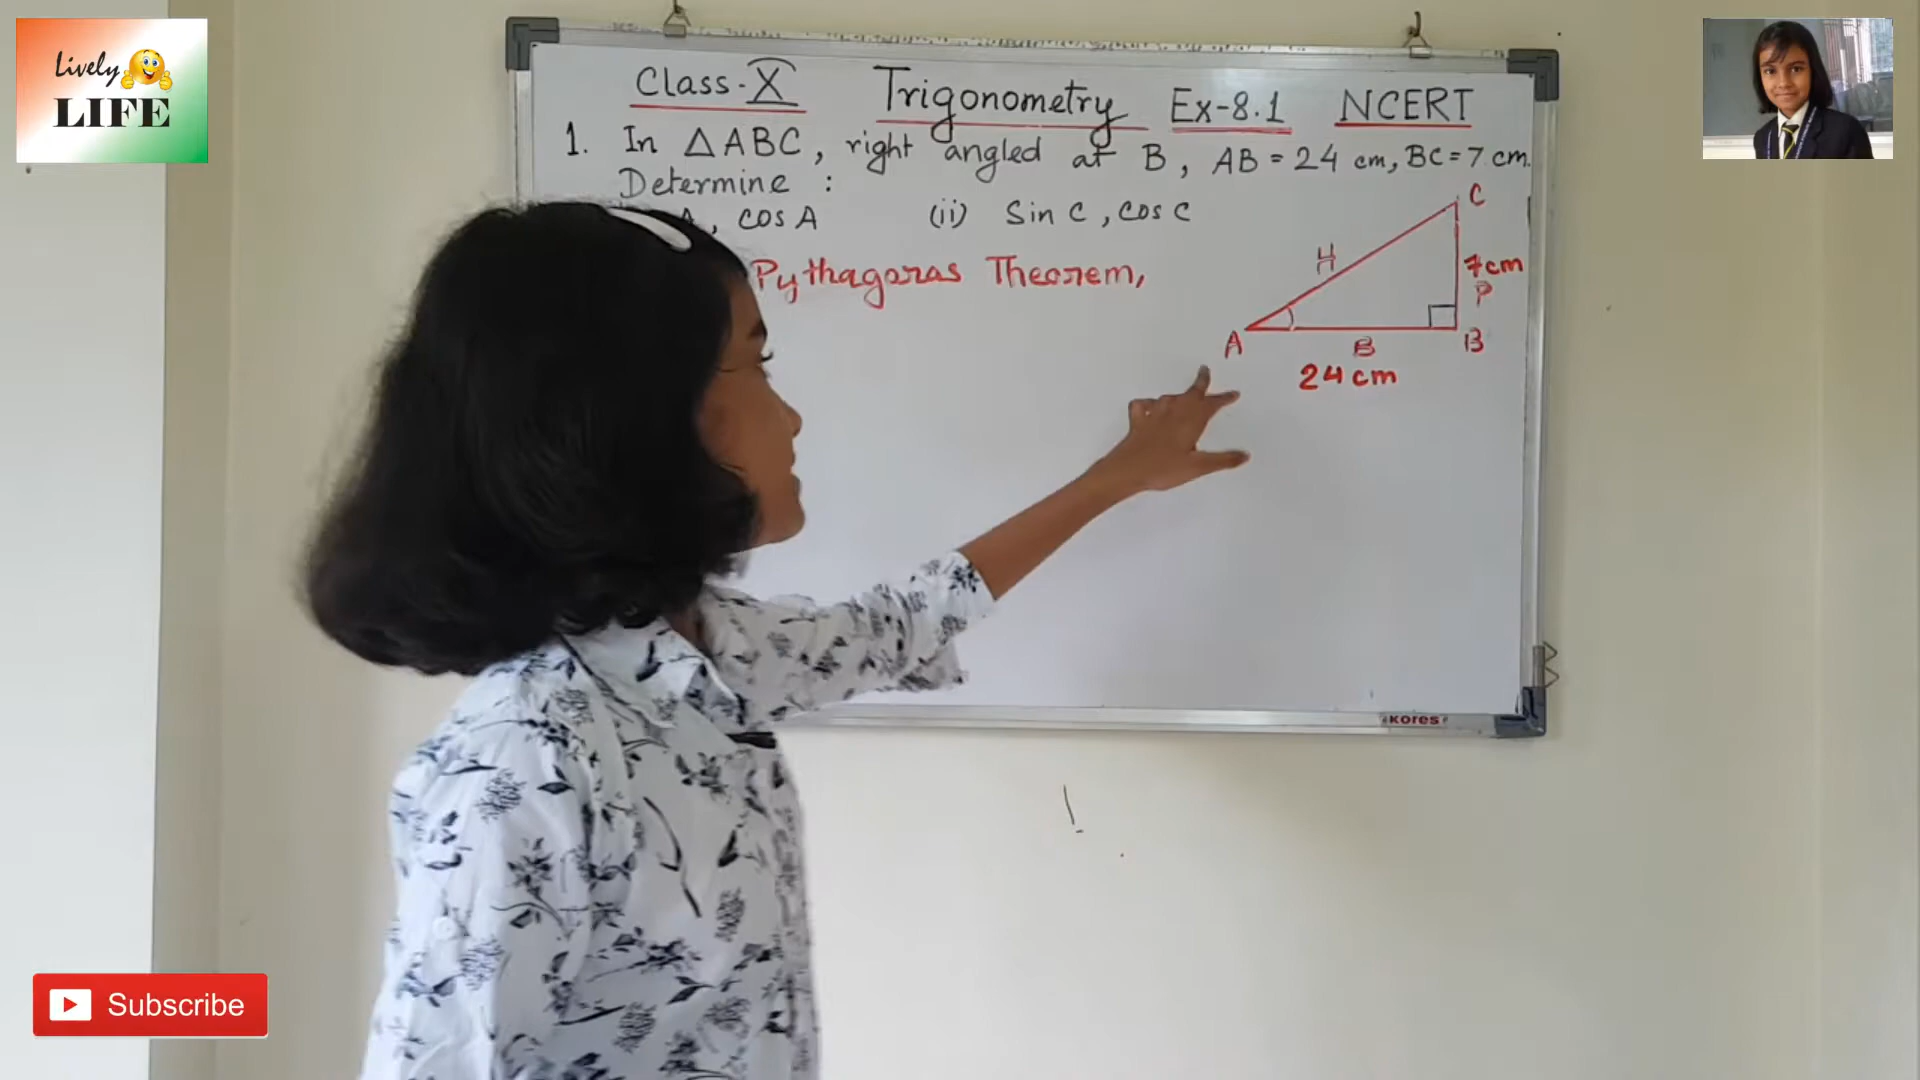 Lively
LIFE
Class-X Trigonometry Ex-8.1 NCERT
1. In △ABC, right angled at B, AB = 24 cm, BC = 7 cm.
Determine :
A, cos A (ii) Sin C, cos C
Pythagoras Theorem,
C
H
7cm
P
A
B
B
24 cm
kores
Subscribe